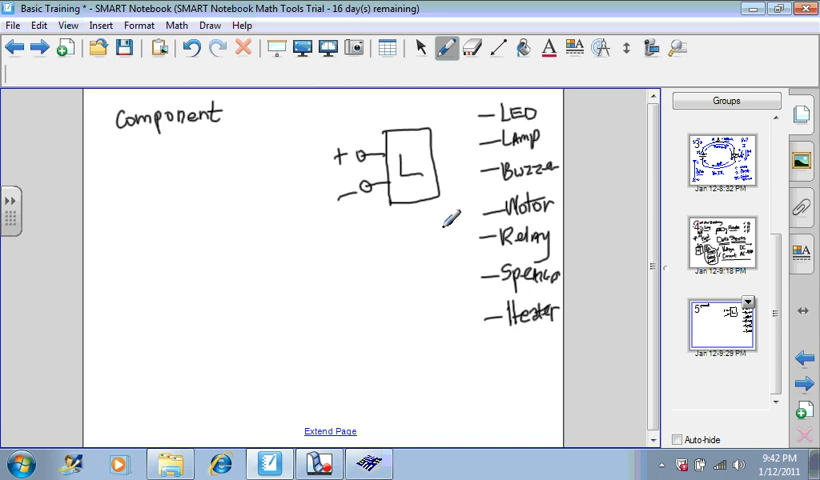 Basic Training * - SMART Notebook (SMART Notebook Math Tools Trial - 16 day(s) remaining)
File Edit View Insert Format Math Draw Help
Component
+
−
L
– LED
– LAmp
– Buzzer
– Motor
– Relay
– Speaker
– Heater
Extend Page
Groups
Jan 12-8:32 PM
Jan 12-9:18 PM
5
Jan 12-9:29 PM
Auto-hide
9:42 PM
1/12/2011